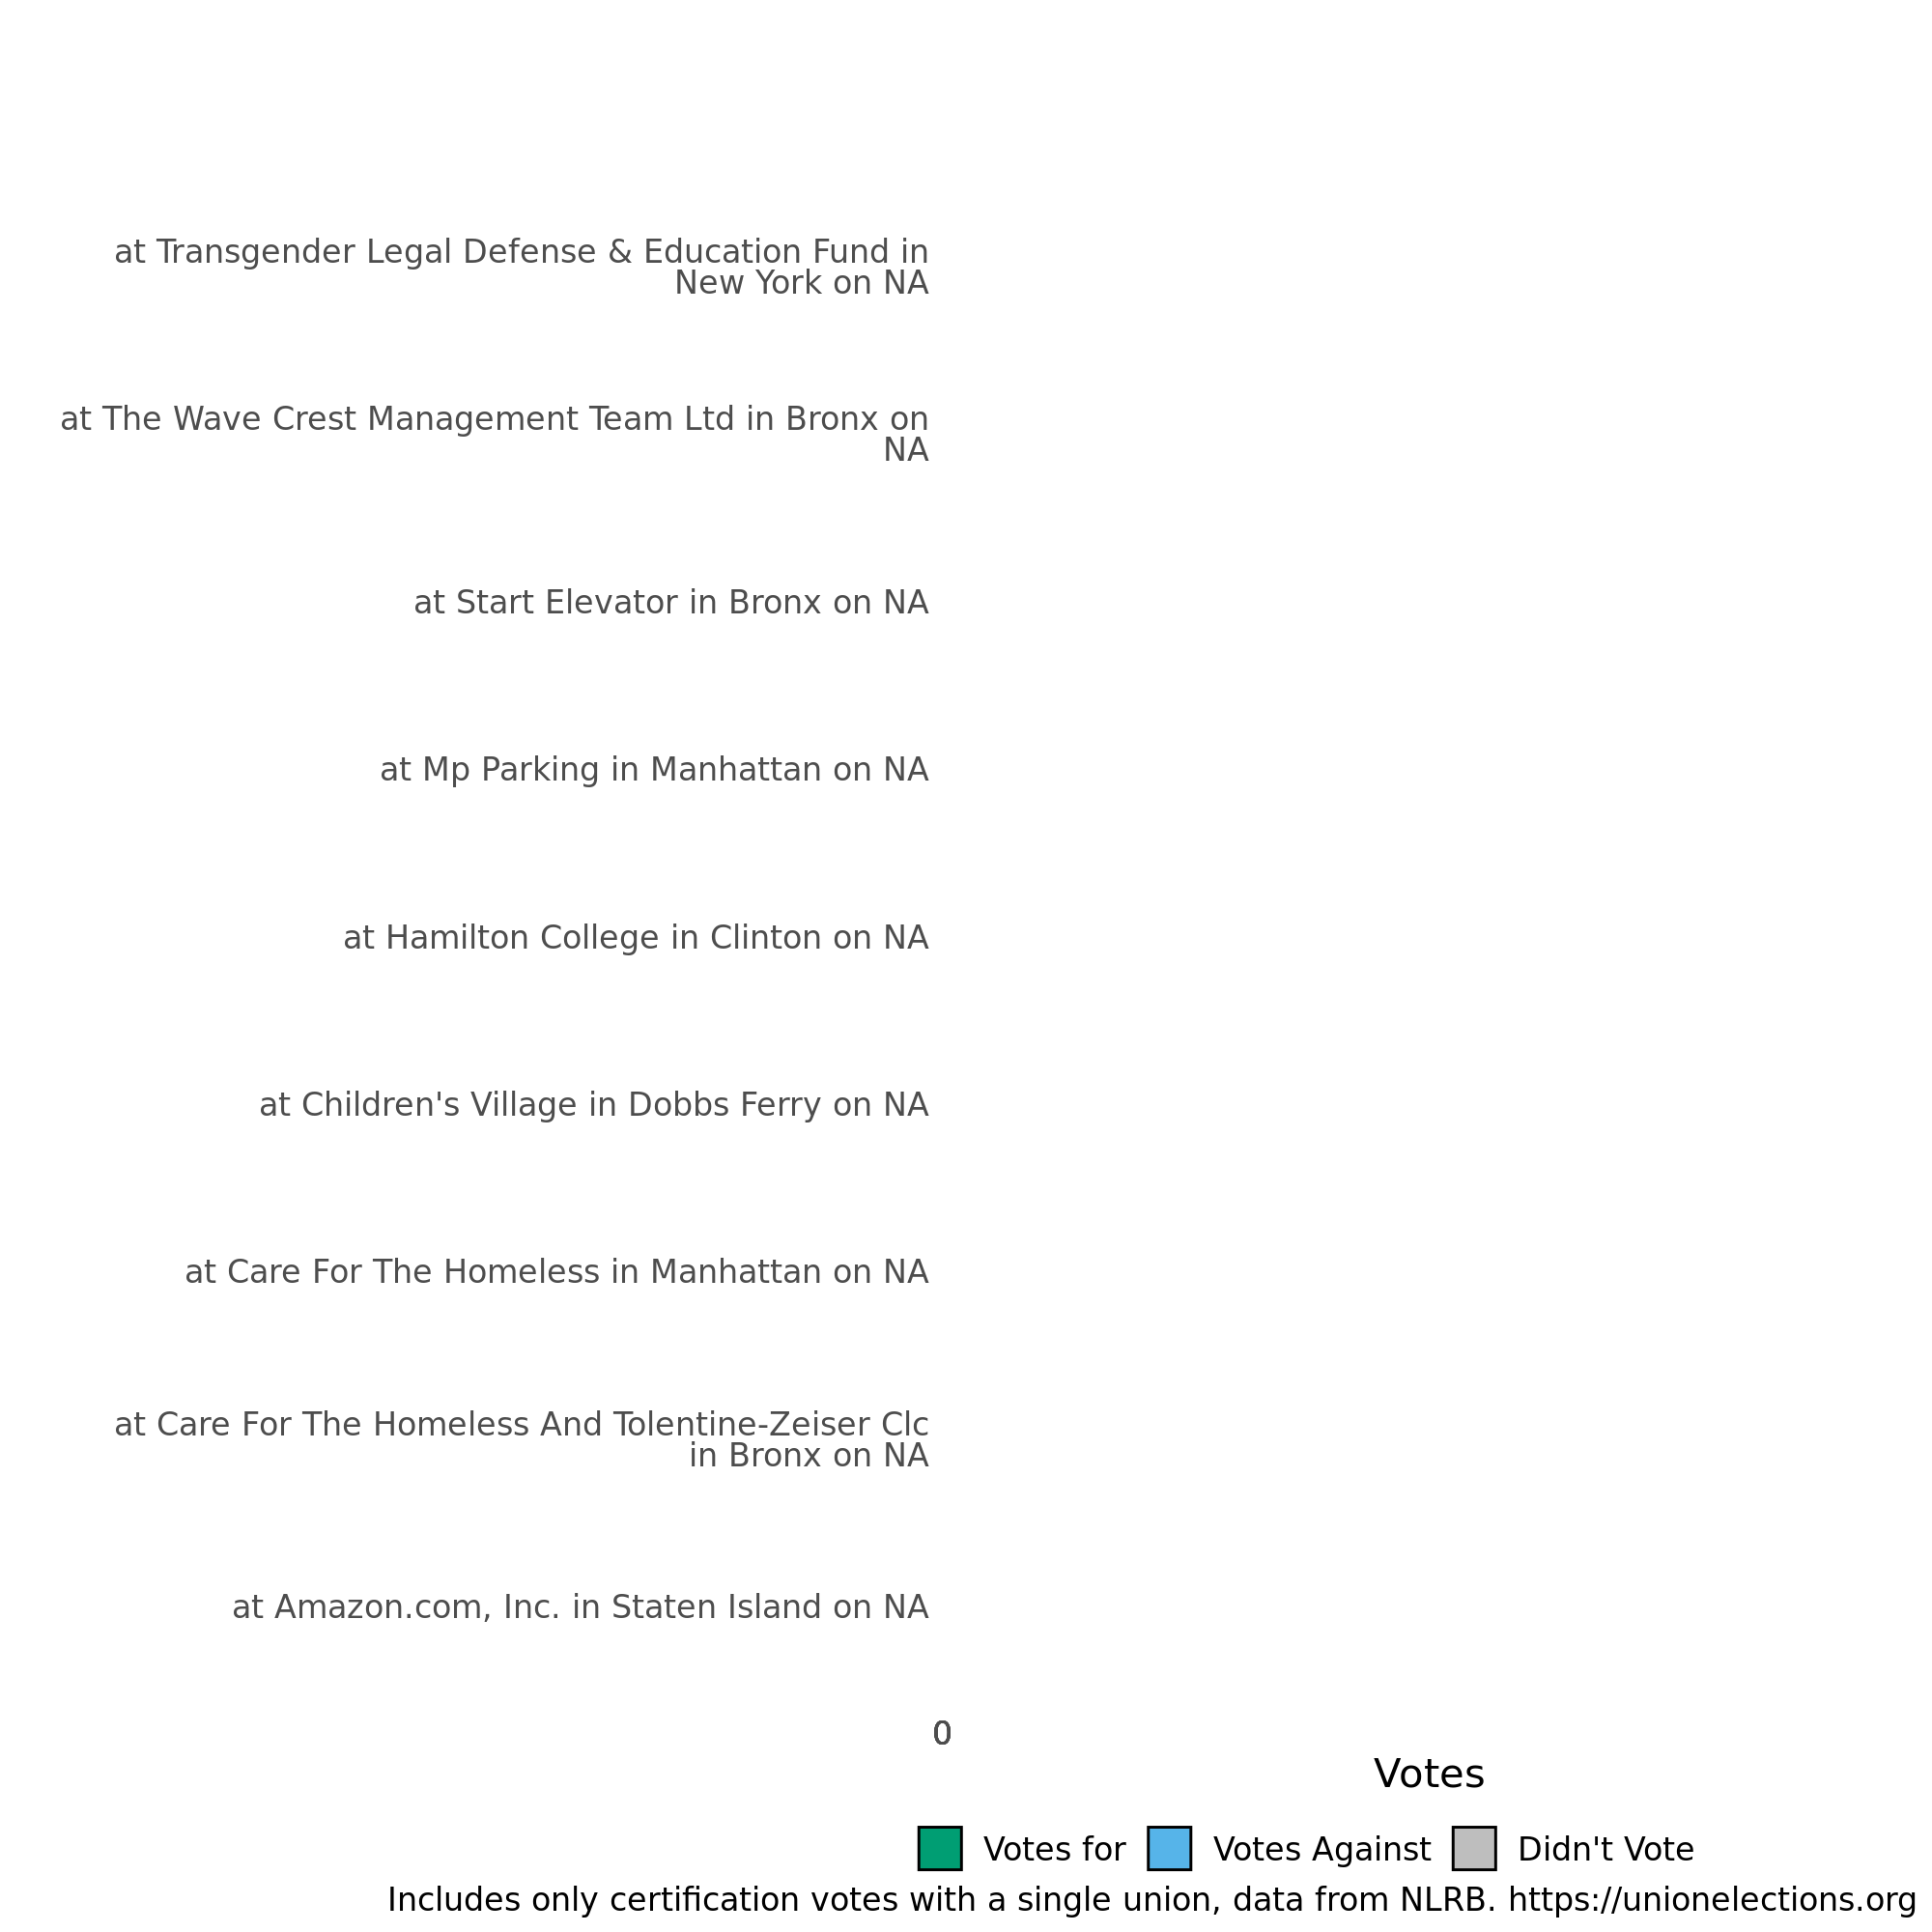 at Transgender Legal Defense & Education Fund in
New York on NA
at The Wave Crest Management Team Ltd in Bronx on
NA
at Start Elevator in Bronx on NA
at Mp Parking in Manhattan on NA
at Hamilton College in Clinton on NA
at Children's Village in Dobbs Ferry on NA
at Care For The Homeless in Manhattan on NA
at Care For The Homeless And Tolentine-Zeiser Clc
in Bronx on NA
at Amazon.com, Inc. in Staten Island on NA
0
Votes
Votes for Votes Against Didn't Vote
Includes only certification votes with a single union, data from NLRB. https://unionelections.org